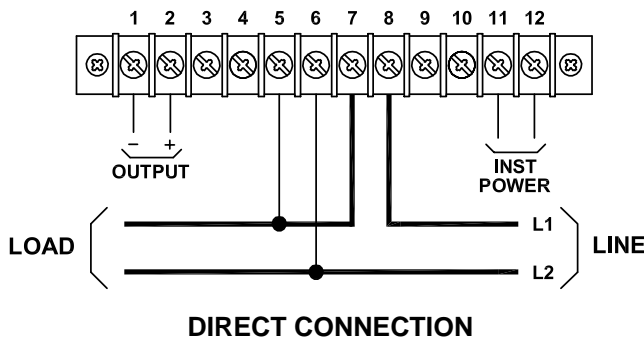 1 2 3 4 5 6 7 8 9 10 11 12
− +
OUTPUT
INST
POWER
LOAD
L1
LINE
L2
DIRECT CONNECTION